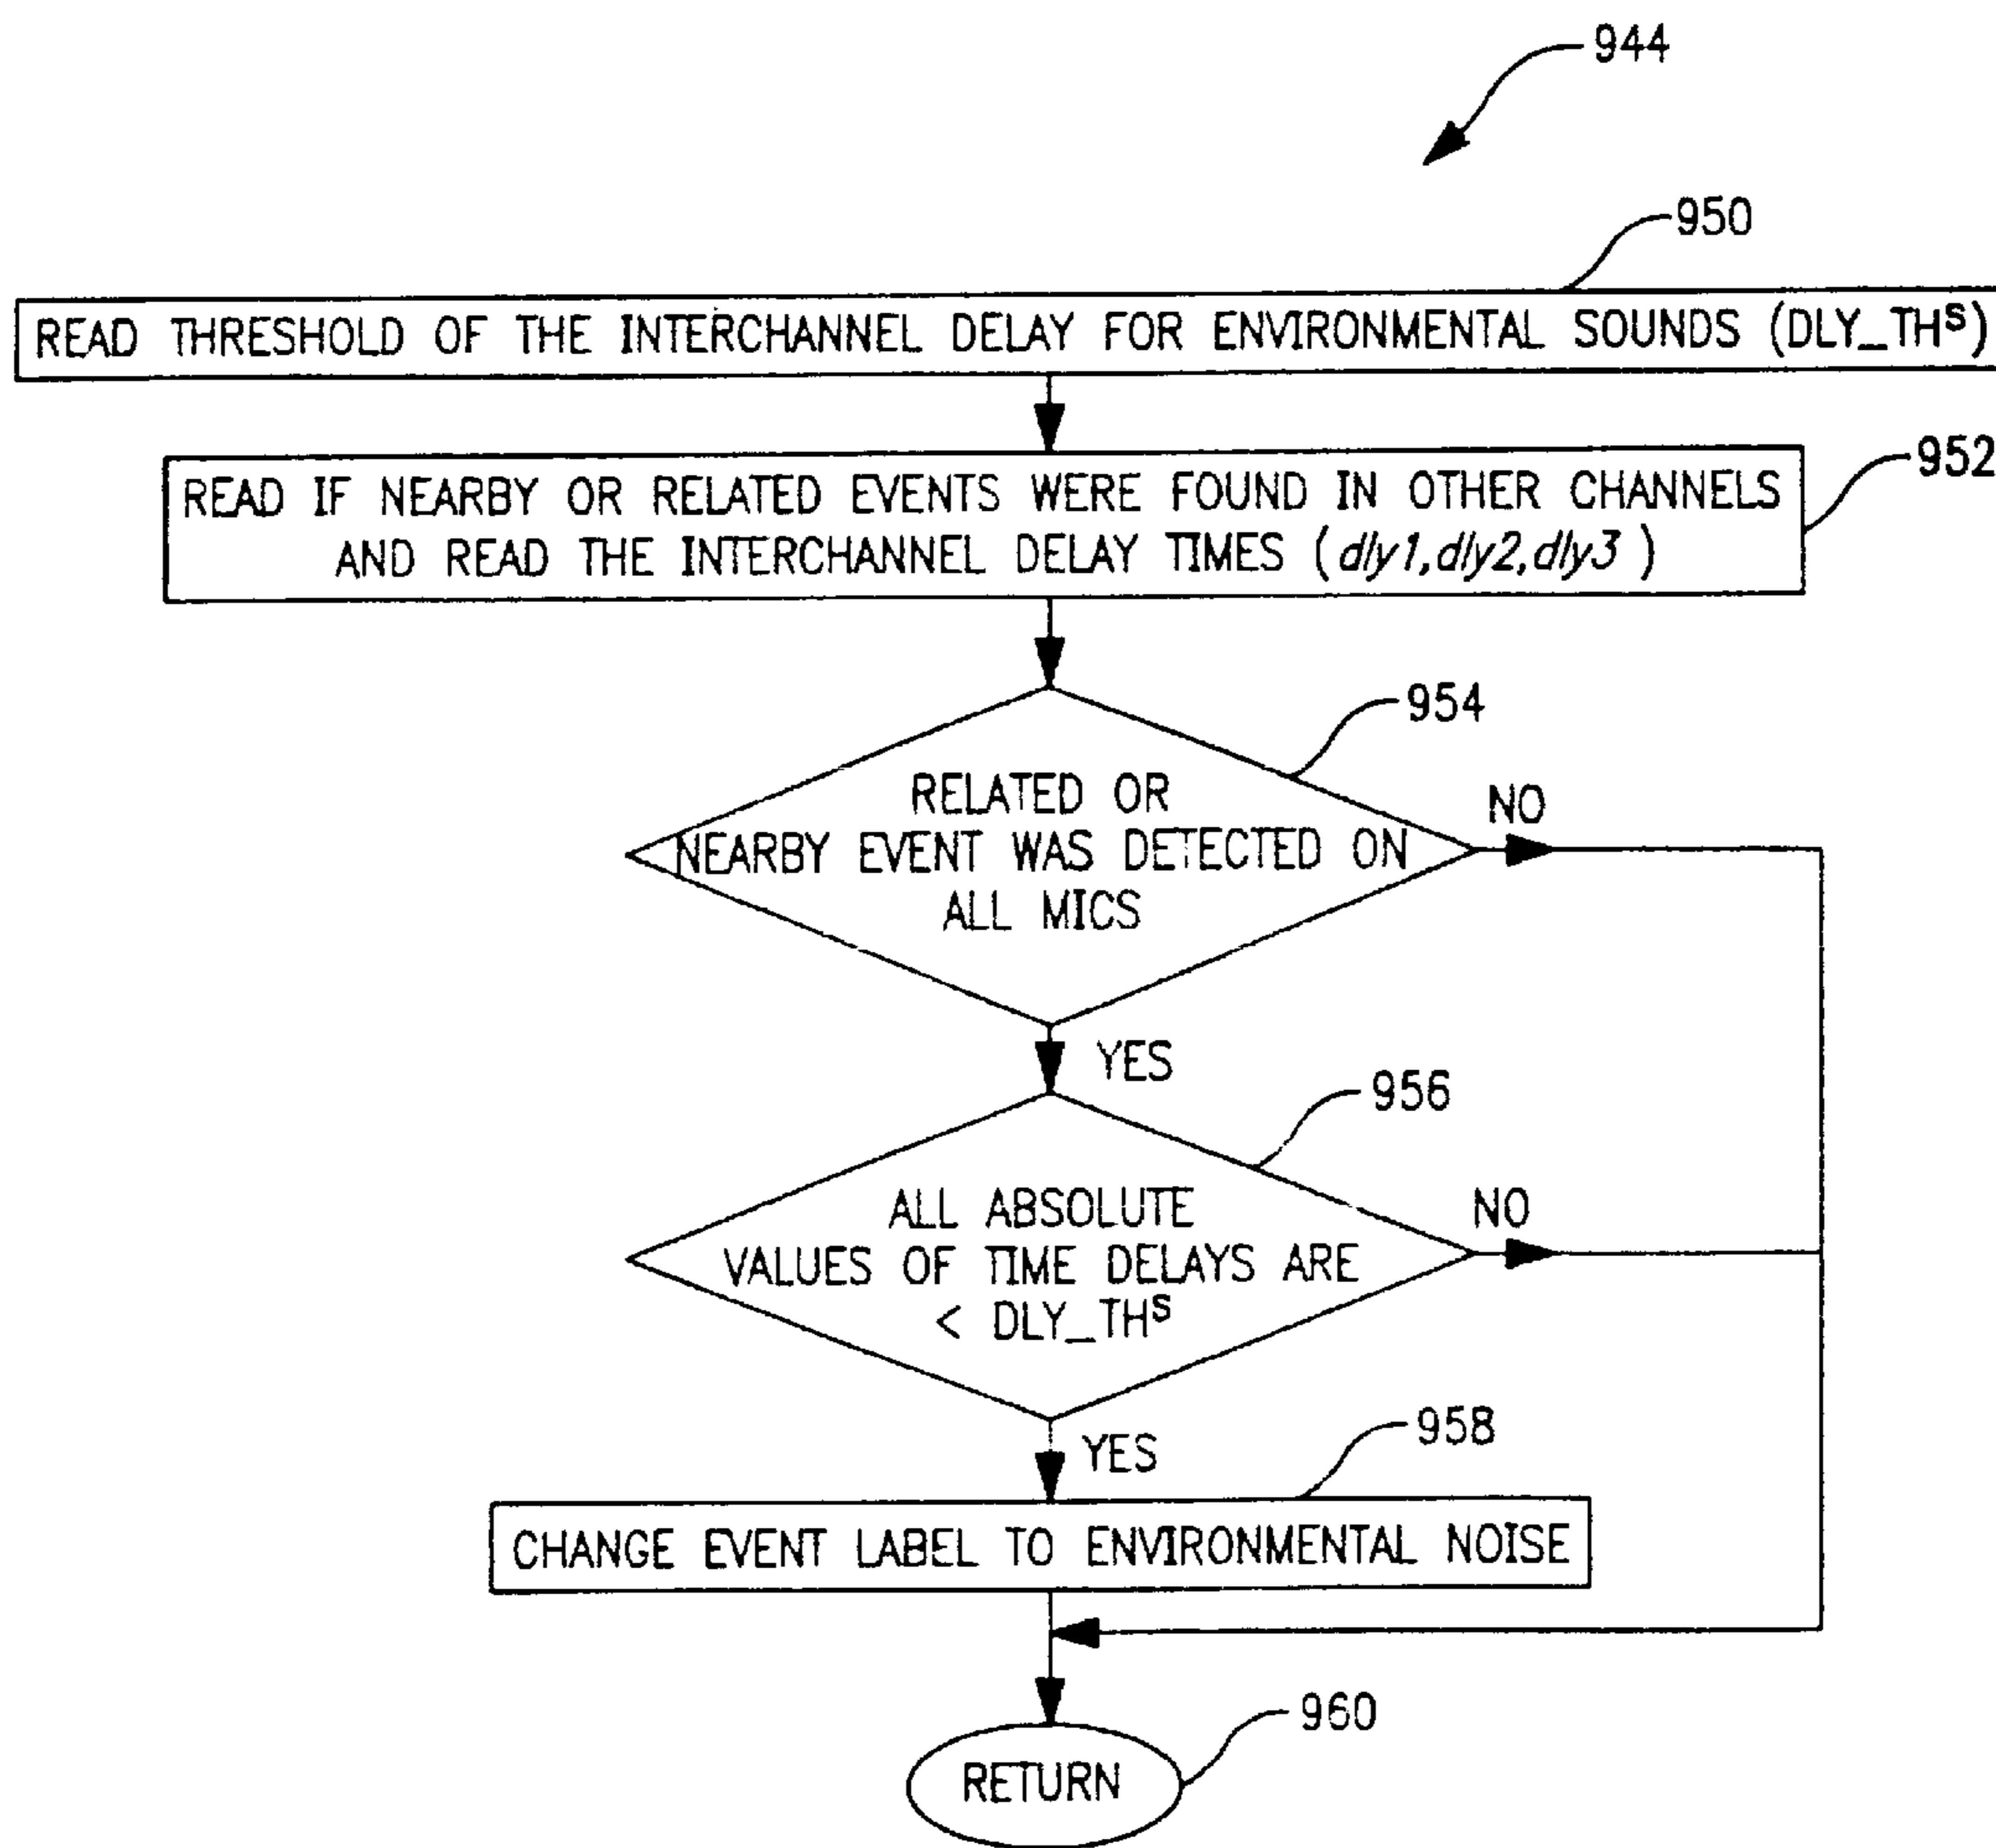 944
950
READ THRESHOLD OF THE INTERCHANNEL DELAY FOR ENVIRONMENTAL SOUNDS (DLY_THˢ)
952
READ IF NEARBY OR RELATED EVENTS WERE FOUND IN OTHER CHANNELS
AND READ THE INTERCHANNEL DELAY TIMES (dly1,dly2,dly3)
954
RELATED OR
NEARBY EVENT WAS DETECTED ON
ALL MICS
NO
YES
956
ALL ABSOLUTE
VALUES OF TIME DELAYS ARE
< DLY_THˢ
NO
YES
958
CHANGE EVENT LABEL TO ENVIRONMENTAL NOISE
960
RETURN